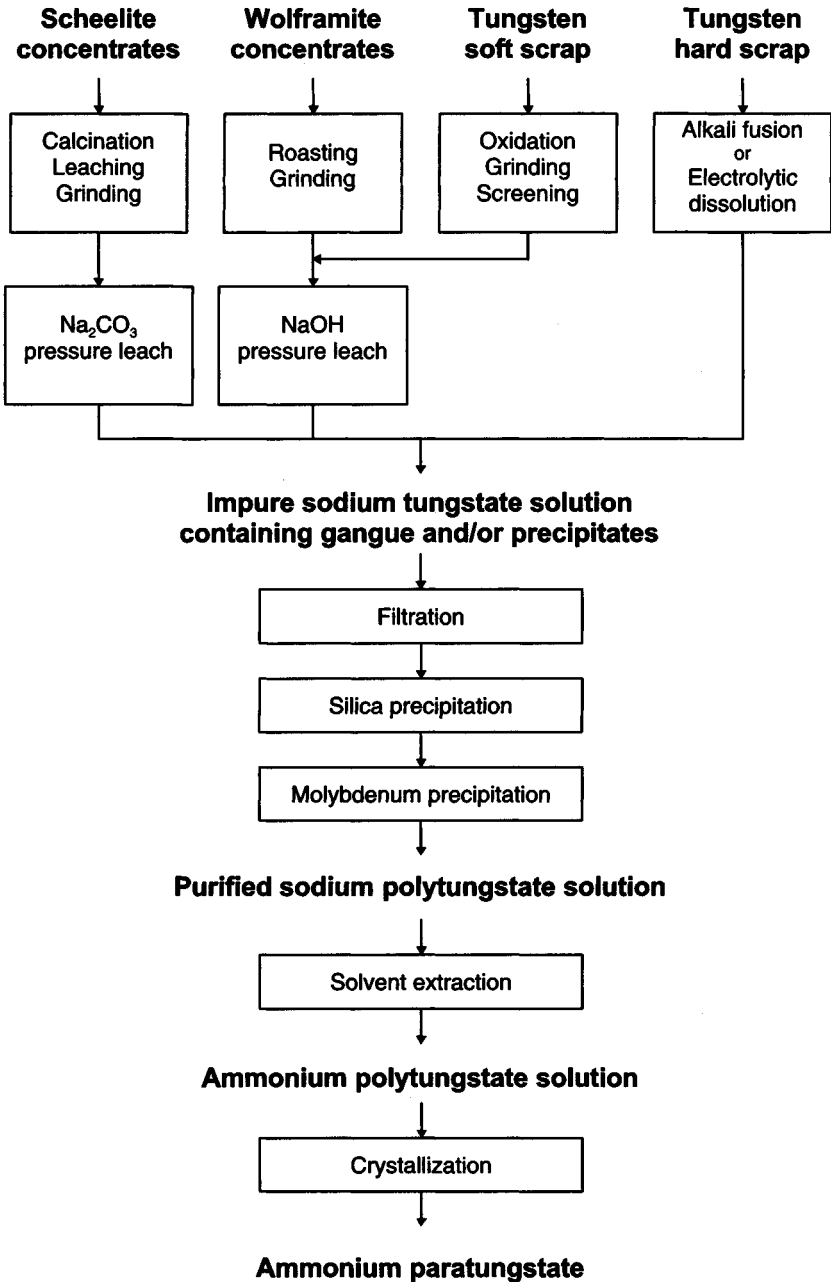 Scheelite
concentrates
Wolframite
concentrates
Tungsten
soft scrap
Tungsten
hard scrap
Calcination
Leaching
Grinding
Roasting
Grinding
Oxidation
Grinding
Screening
Alkali fusion
or
Electrolytic
dissolution
Na₂CO₃
pressure leach
NaOH
pressure leach
Impure sodium tungstate solution
containing gangue and/or precipitates
Filtration
Silica precipitation
Molybdenum precipitation
Purified sodium polytungstate solution
Solvent extraction
Ammonium polytungstate solution
Crystallization
Ammonium paratungstate